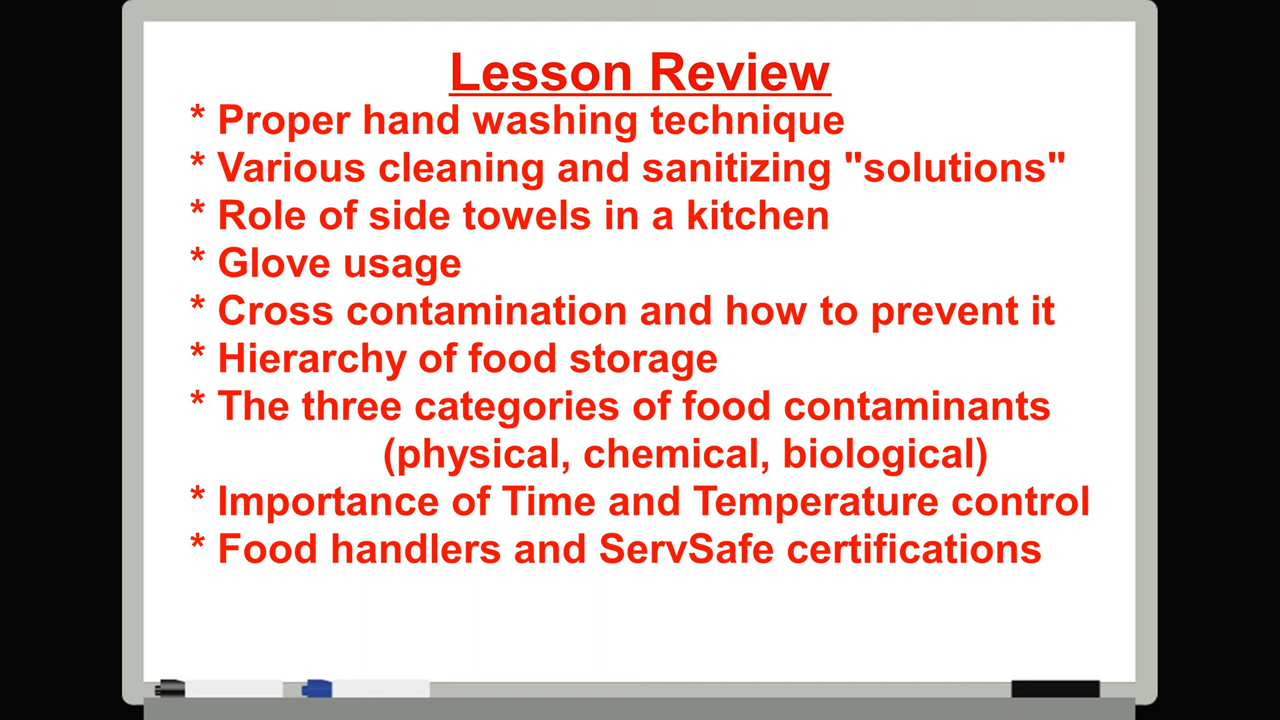 Lesson Review
* Proper hand washing technique
* Various cleaning and sanitizing "solutions"
* Role of side towels in a kitchen
* Glove usage
* Cross contamination and how to prevent it
* Hierarchy of food storage
* The three categories of food contaminants
(physical, chemical, biological)
* Importance of Time and Temperature control
* Food handlers and ServSafe certifications